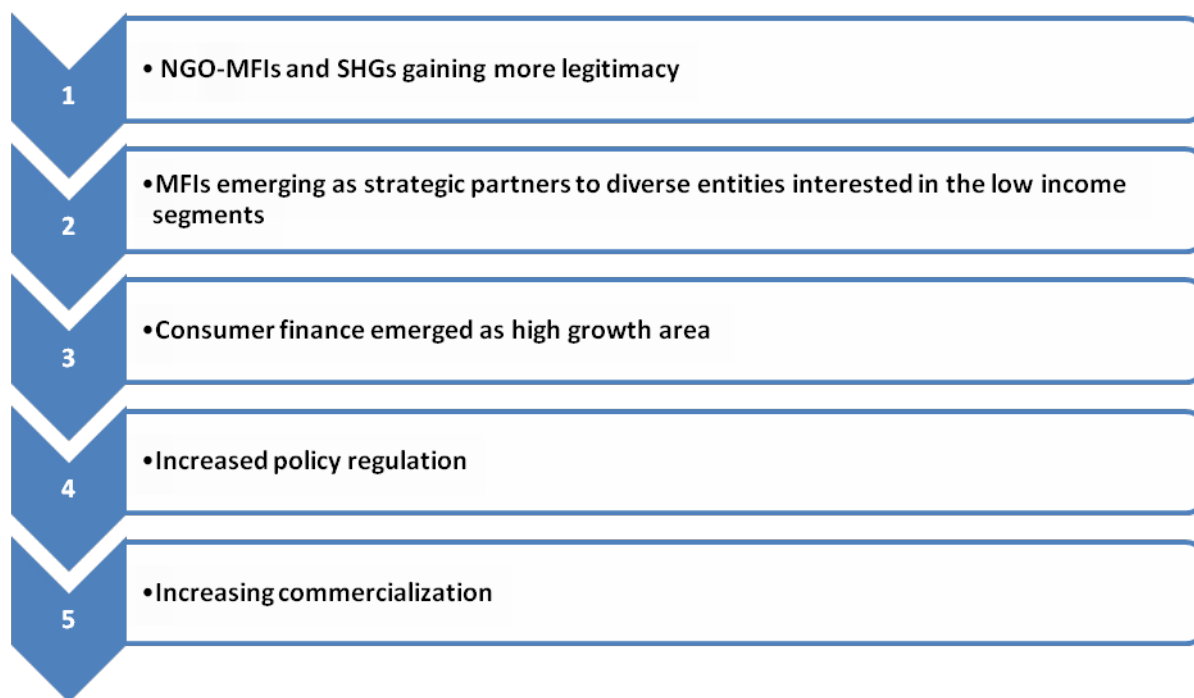 1
• NGO-MFIs and SHGs gaining more legitimacy
2
•MFIs emerging as strategic partners to diverse entities interested in the low income
segments
3
•Consumer finance emerged as high growth area
4
•Increased policy regulation
5
•Increasing commercialization